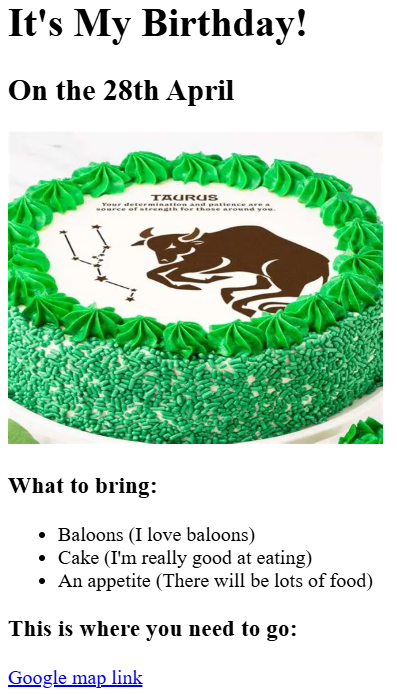 It's My Birthday!
On the 28th April
TAURUS
Your determination and patience are a
source of strength for those around you.
What to bring:
Baloons (I love baloons)
Cake (I'm really good at eating)
An appetite (There will be lots of food)
This is where you need to go:
Google map link